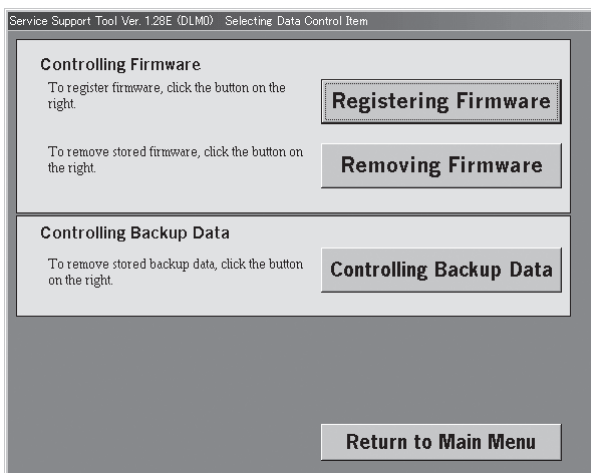 Service Support Tool Ver. 1.28E (DLM0) Selecting Data Control Item
Controlling Firmware
To register firmware, click the button on the
right.
Registering Firmware
To remove stored firmware, click the button on
the right.
Removing Firmware
Controlling Backup Data
To remove stored backup data, click the button
on the right.
Controlling Backup Data
Return to Main Menu